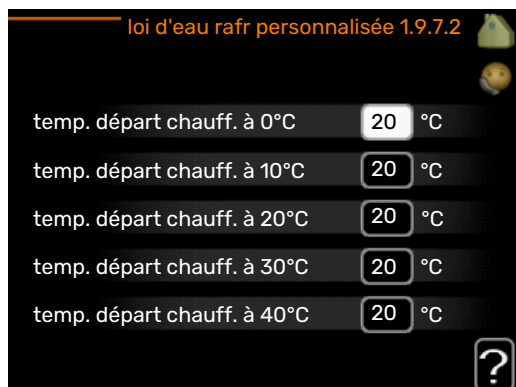 loi d'eau rafr personnalisée 1.9.7.2
temp. départ chauff. à 0°C 20 °C
temp. départ chauff. à 10°C 20 °C
temp. départ chauff. à 20°C 20 °C
temp. départ chauff. à 30°C 20 °C
temp. départ chauff. à 40°C 20 °C
?